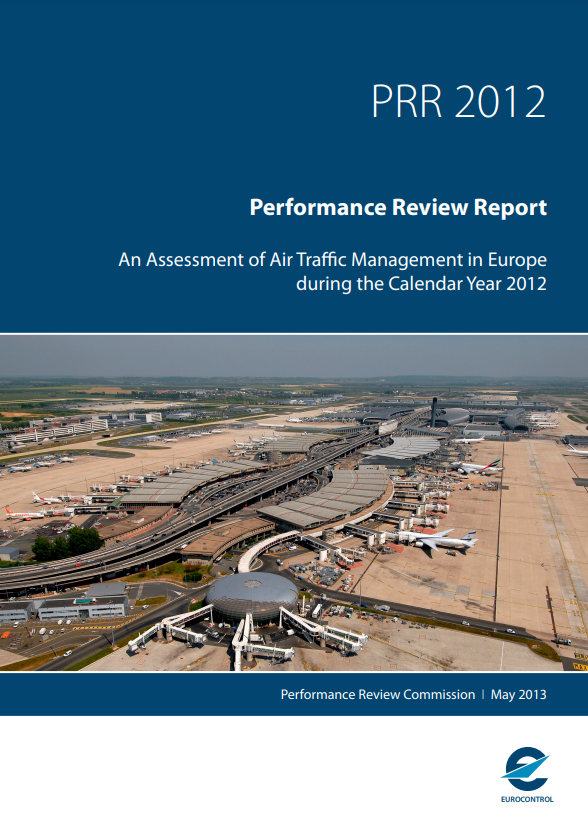 PRR 2012
Performance Review Report
An Assessment of Air Traffic Management in Europe
during the Calendar Year 2012
Performance Review Commission | May 2013
EUROCONTROL